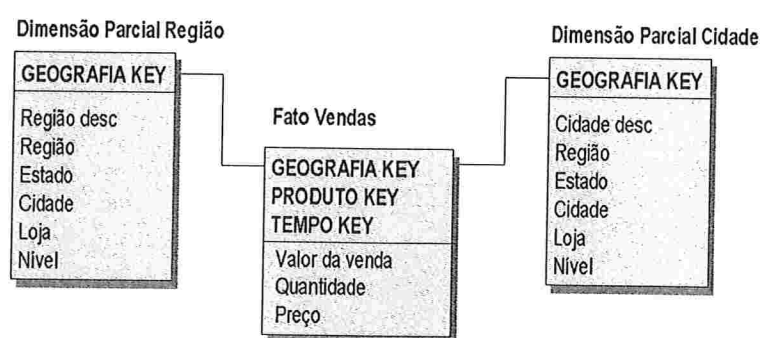 Dimensão Parcial Região
GEOGRAFIA KEY
Região desc
Região
Estado
Cidade
Loja
Nível
Fato Vendas
GEOGRAFIA KEY
PRODUTO KEY
TEMPO KEY
Valor da venda
Quantidade
Preço
Dimensão Parcial Cidade
GEOGRAFIA KEY
Cidade desc
Região
Estado
Cidade
Loja
Nível